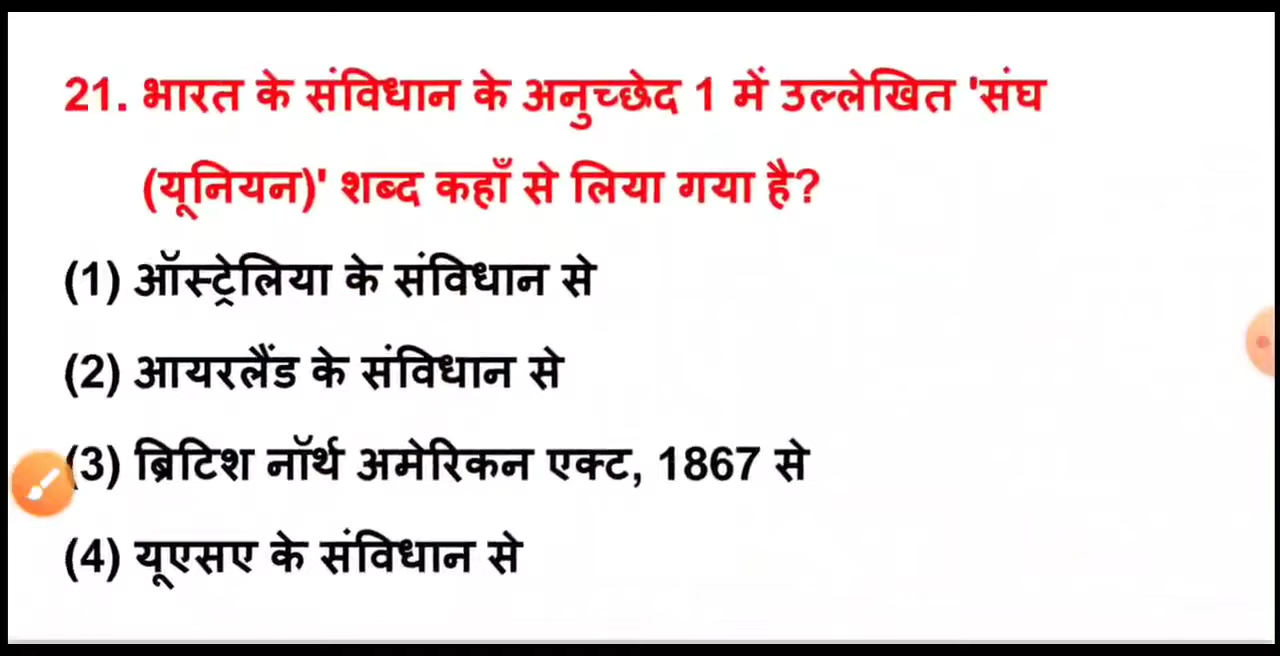 21. भारत के संविधान के अनुच्छेद 1 में उल्लेखित 'संघ
(यूनियन)' शब्द कहाँ से लिया गया है?
(1) ऑस्ट्रेलिया के संविधान से
(2) आयरलैंड के संविधान से
(3) ब्रिटिश नॉर्थ अमेरिकन एक्ट, 1867 से
(4) यूएसए के संविधान से